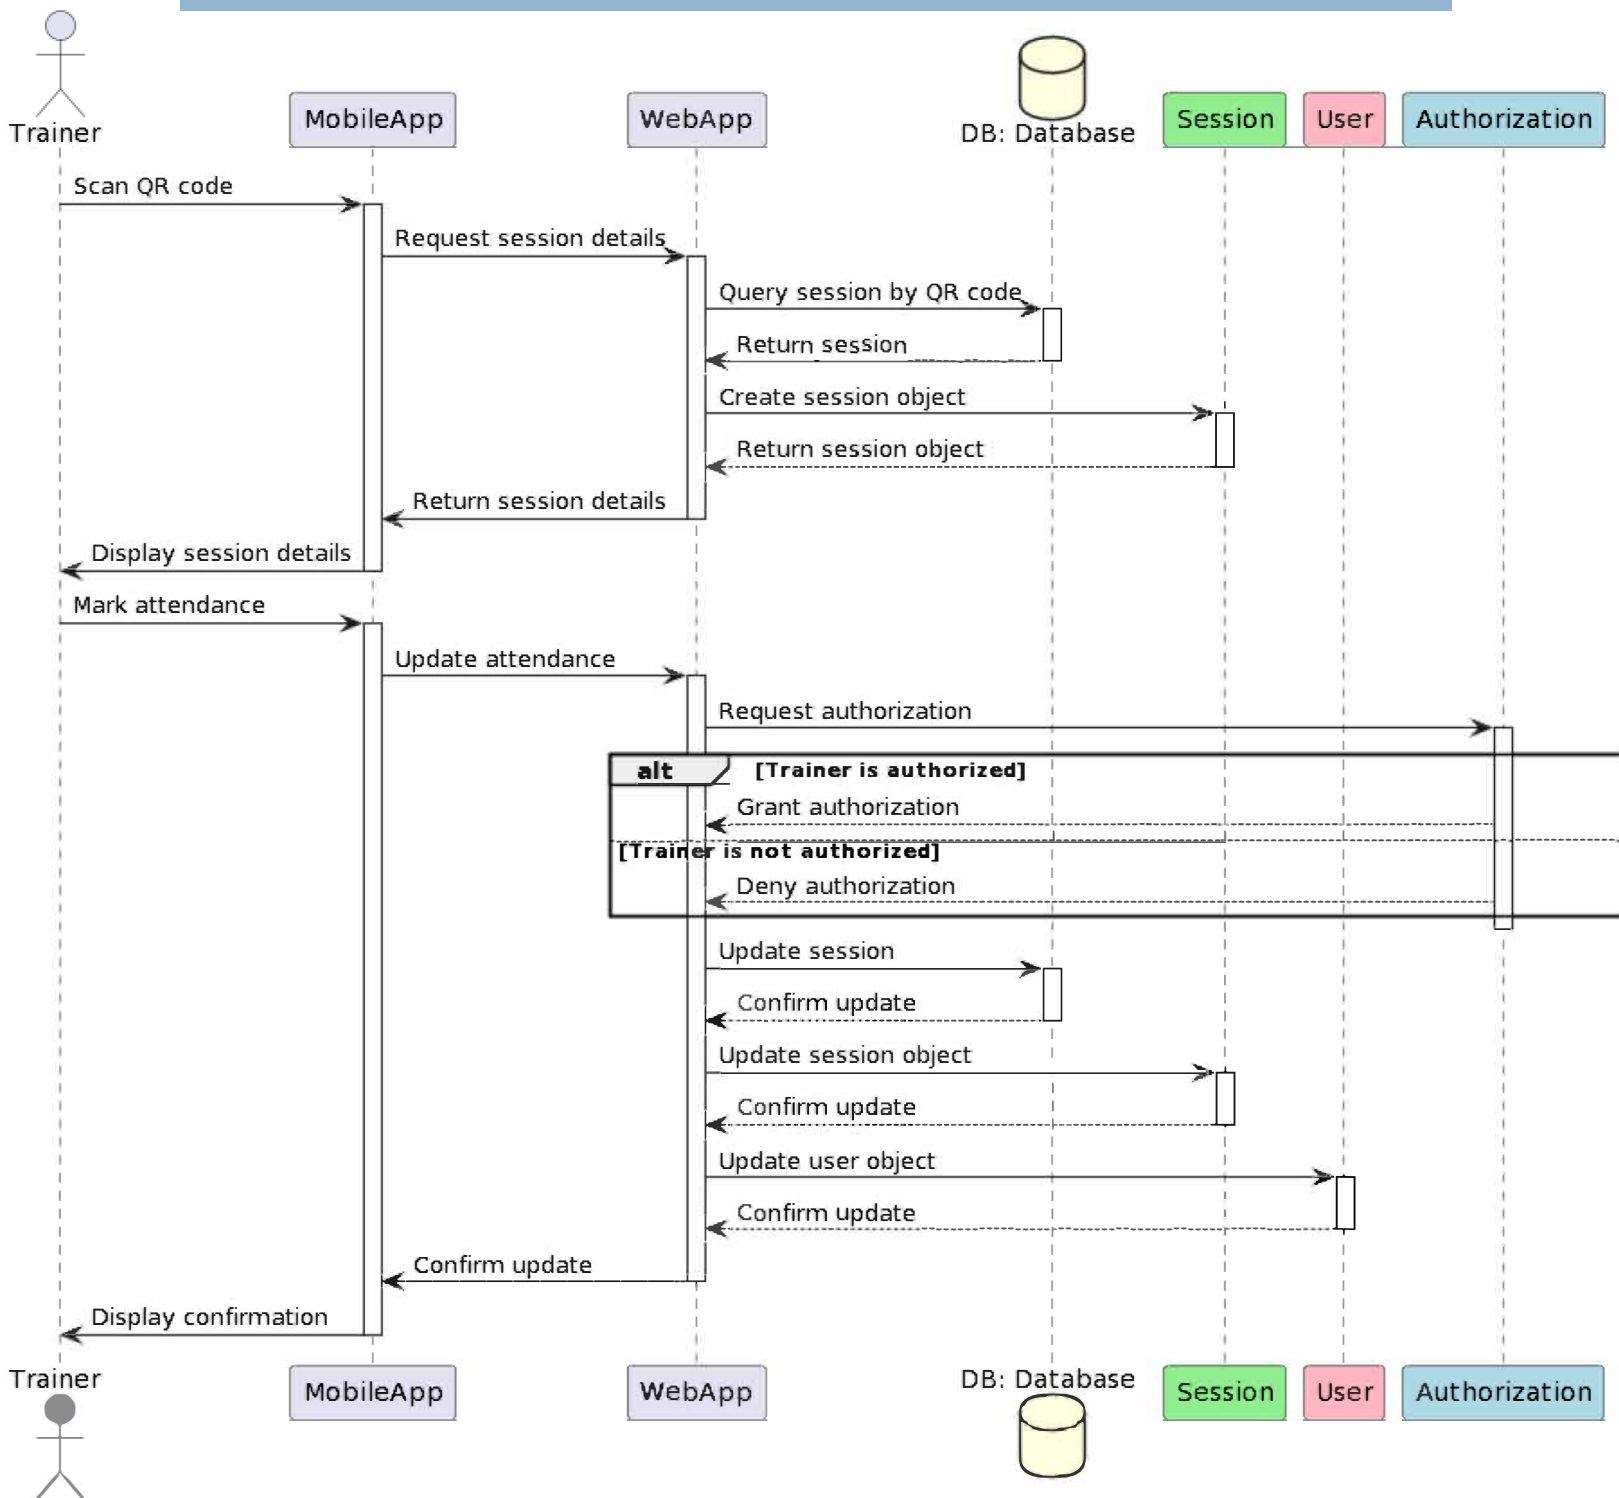 Trainer
MobileApp
WebApp
DB: Database
Session
User
Authorization
Scan QR code
Request session details
Query session by QR code
Return session
Create session object
Return session object
Return session details
Display session details
Mark attendance
Update attendance
Request authorization
alt
[Trainer is authorized]
Grant authorization
[Trainer is not authorized]
Deny authorization
Update session
Confirm update
Update session object
Confirm update
Update user object
Confirm update
Confirm update
Display confirmation
Trainer
MobileApp
WebApp
DB: Database
Session
User
Authorization